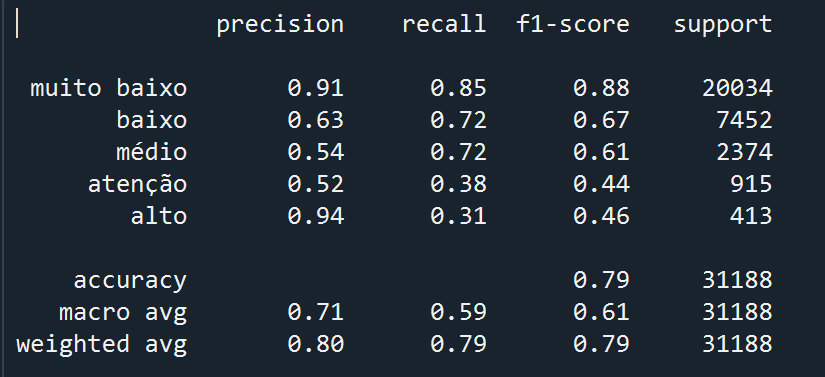 precision recall f1-score support
muito baixo 0.91 0.85 0.88 20034
baixo 0.63 0.72 0.67 7452
médio 0.54 0.72 0.61 2374
atenção 0.52 0.38 0.44 915
alto 0.94 0.31 0.46 413
accuracy 0.79 31188
macro avg 0.71 0.59 0.61 31188
weighted avg 0.80 0.79 0.79 31188